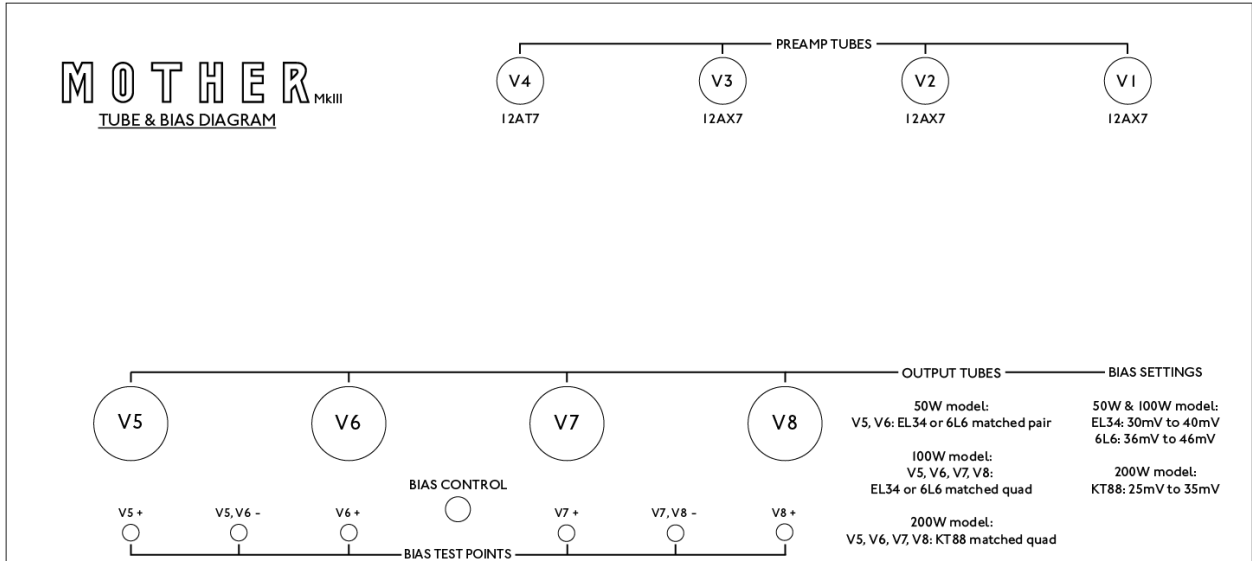 MOTHER MkIII
TUBE & BIAS DIAGRAM
PREAMP TUBES
V4 V3 V2 V1
12AT7 12AX7 12AX7 12AX7
V5 V6 V7 V8
BIAS CONTROL
V5 + V5, V6 – V6 + V7 + V7, V8 – V8 +
BIAS TEST POINTS
OUTPUT TUBES
50W model:
V5, V6: EL34 or 6L6 matched pair
100W model:
V5, V6, V7, V8:
EL34 or 6L6 matched quad
200W model:
V5, V6, V7, V8: KT88 matched quad
BIAS SETTINGS
50W & 100W model:
EL34: 30mV to 40mV
6L6: 36mV to 46mV
200W model:
KT88: 25mV to 35mV